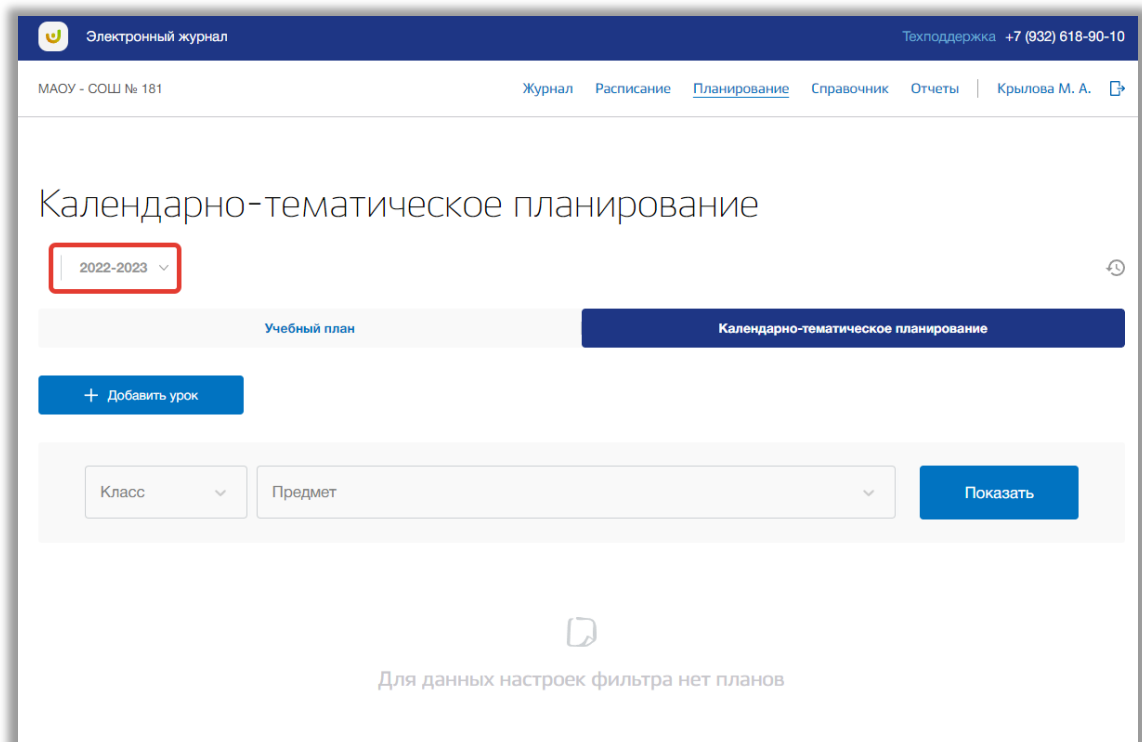 Электронный журнал Техподдержка +7 (932) 618-90-10
МАОУ - СОШ № 181 Журнал Расписание Планирование Справочник Отчеты Крылова М. А.
Календарно-тематическое планирование
2022-2023
Учебный план Календарно-тематическое планирование
+ Добавить урок
Класс Предмет Показать
Для данных настроек фильтра нет планов